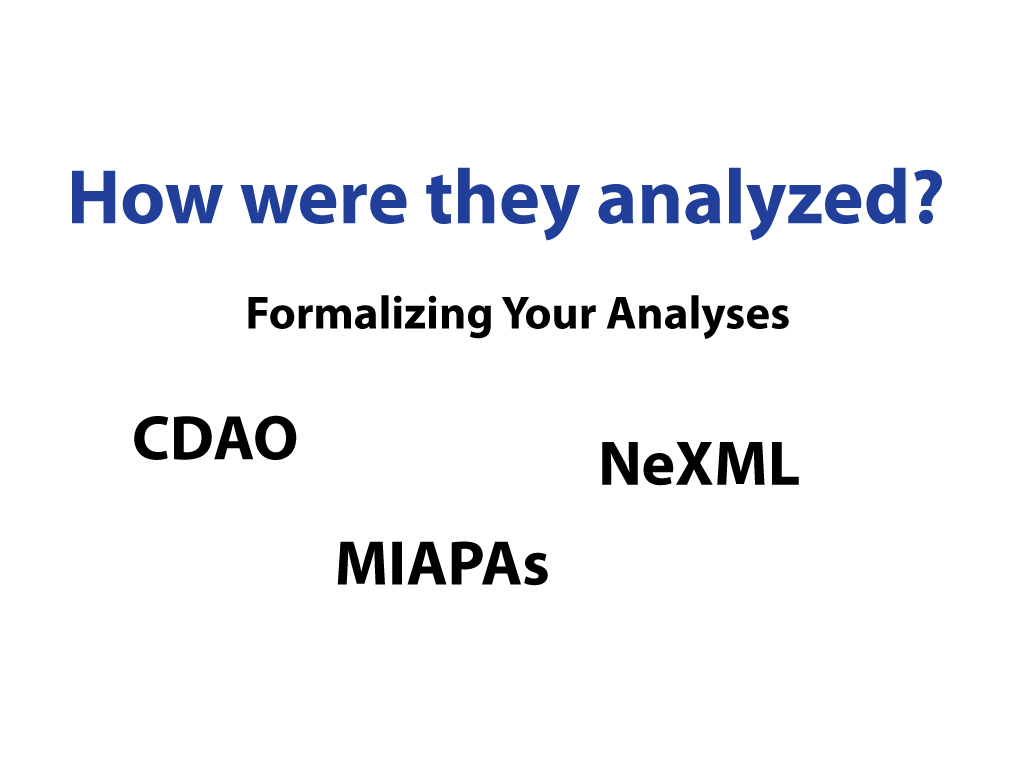 How were they analyzed?
Formalizing Your Analyses
CDAO
NeXML
MIAPAs